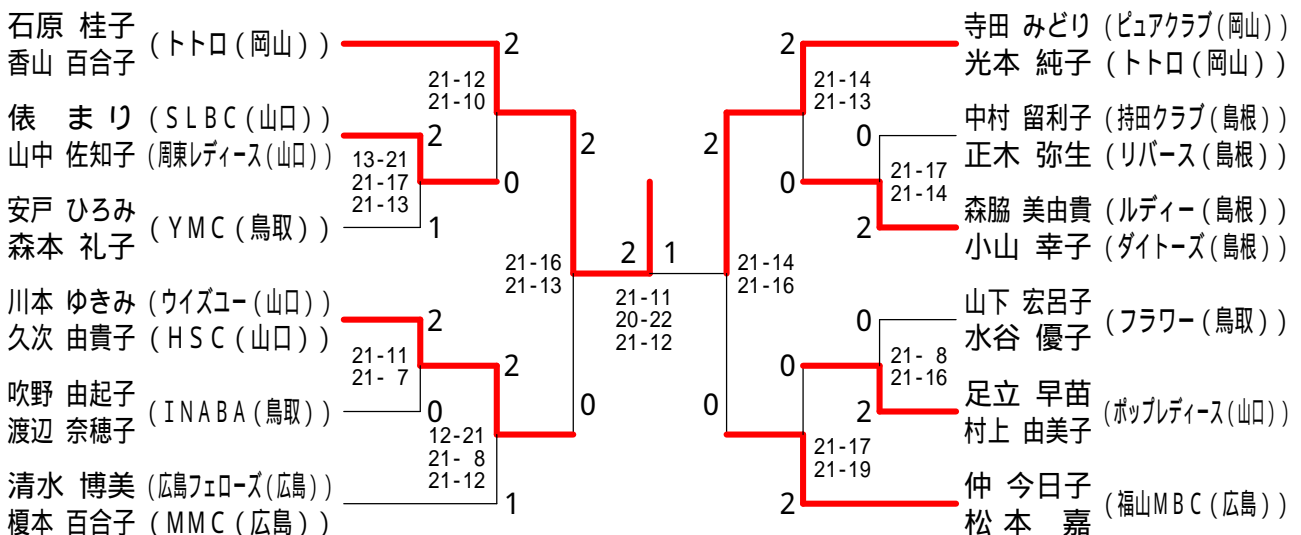 石原 桂子
香山 百合子
(トトロ(岡山))
俵 まり (SLBC(山口))
山中 佐知子 (周東レディース(山口))
安戸 ひろみ
森本 礼子
(YMC(鳥取))
川本 ゆきみ (ウイズユー(山口))
久次 由貴子 (HSC(山口))
吹野 由起子
渡辺 奈穂子
(INABA(鳥取))
清水 博美 (広島フェローズ(広島))
榎本 百合子 (MMC(広島))
2
21-12
21-10
2
13-21
21-17
21-13
0
1
2
21-16
21-13
2
21-11
21- 7
0
2
12-21
21- 8
21-12
1
0
2 1
21-11
20-22
21-12
2
21-14
21-16
0
2
21-14
21-13
0
0
21-17
21-14
2
0
21- 8
21-16
2
0
21-17
21-19
2
寺田 みどり (ピュアクラブ(岡山))
光本 純子 (トトロ(岡山))
中村 留利子 (持田クラブ(島根))
正木 弥生 (リバース(島根))
森脇 美由貴 (ルディー(島根))
小山 幸子 (ダイトーズ(島根))
山下 宏呂子
水谷 優子
(フラワー(鳥取))
足立 早苗
村上 由美子
(ポップレディース(山口))
仲 今日子
松本 嘉
(福山MBC(広島))